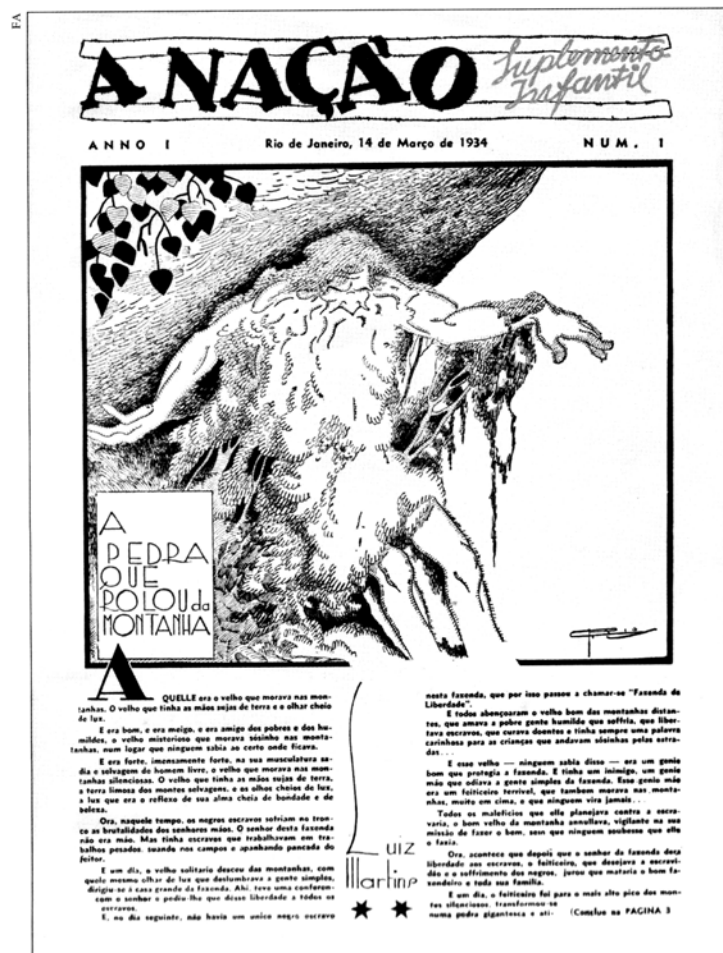 FA
A NAÇÃO
Suplemento
Infantil
ANNO I
Rio de Janeiro, 14 de Março de 1934
NUM. 1
A
PEDRA
QUE
ROLOU da
MONTANHA
AQUELLE era o velho que morava nas mon-
tanhas. O velho que tinha as mãos sujas de terra e o olhar cheio
de luz.
E era bom, e era meigo, e era amigo dos pobres e dos hu-
mildes, o velho misterioso que morava sósinho nas monta-
nhas, num logar que ninguem sabia ao certo onde ficava.
E era forte, imensamente forte, na sua musculatura sa-
dia e selvagem de homem livre, o velho que morava nas mon-
tanhas silenciosas. O velho que tinha as mãos sujas de terra,
a terra limosa dos montes selvagens, e os olhos cheios de luz,
a luz que era o reflexo de sua alma cheia de bondade e de
beleza.
Ora, naquele tempo, os negros escravos sofriam no tron-
co as brutalidades dos senhores mãos. O senhor desta fazenda
não era mão. Mas tinha escravos que trabalhavam em tra-
balhos pesados, suando nos campos e apanhando pancada do
feitor.
E um dia, o velho solitario desceu das montanhas, com
quele mesmo olhar de lux que deslumbrava a gente simples,
dirigiu-se á casa grande da fazenda. Ahi, teve uma conferen-
com o senhor e pediu-lhe que désse liberdade a todos os
escravos.
E, no dia seguinte, não havia um unico negro escravo
Luiz
Martins
nesta fazenda, que por isso passou a chamar-se "Fazenda da
Liberdade".
E todos abençoaram o velho bom das montanhas distan-
tes, que amava a pobre gente humilde que soffria, que liber-
tava escravos, que curava doentes e tinha sempre uma palavra
carinhosa para as crianças que andavam sósinhas pelas estra-
das...
E esse velho — ninguem sabia disso — era um genio
bom que protegia a fazenda. E tinha um inimigo, um genio
mão que odiava a gente simples da fazenda. Esse genio mão
era um feiticeiro terrivel, que tambem morava nas monta-
nhas, muito em cima, e que ninguem vira jamais...
Todos os maleficios que elle planejava contra a escra-
varia, o bom velho da montanha annullava, vigilante na sua
missão de fazer o bem, sem que ninguem soubesse que elle
o fazia.
Ora, acontece que depois que o senhor da fazenda deca
liberdade aos escravos, o feiticeiro, que desejava a escravi-
dão e o soffrimento dos negros, jurou que mataria o bom fa-
zendeiro e toda sua familia.
E um dia, o feiticeiro foi para o mais alto pico dos mon-
tes silenciosos, transformou-se
numa pedra gigantesca e ati-
(Conslue na PAGINA 3